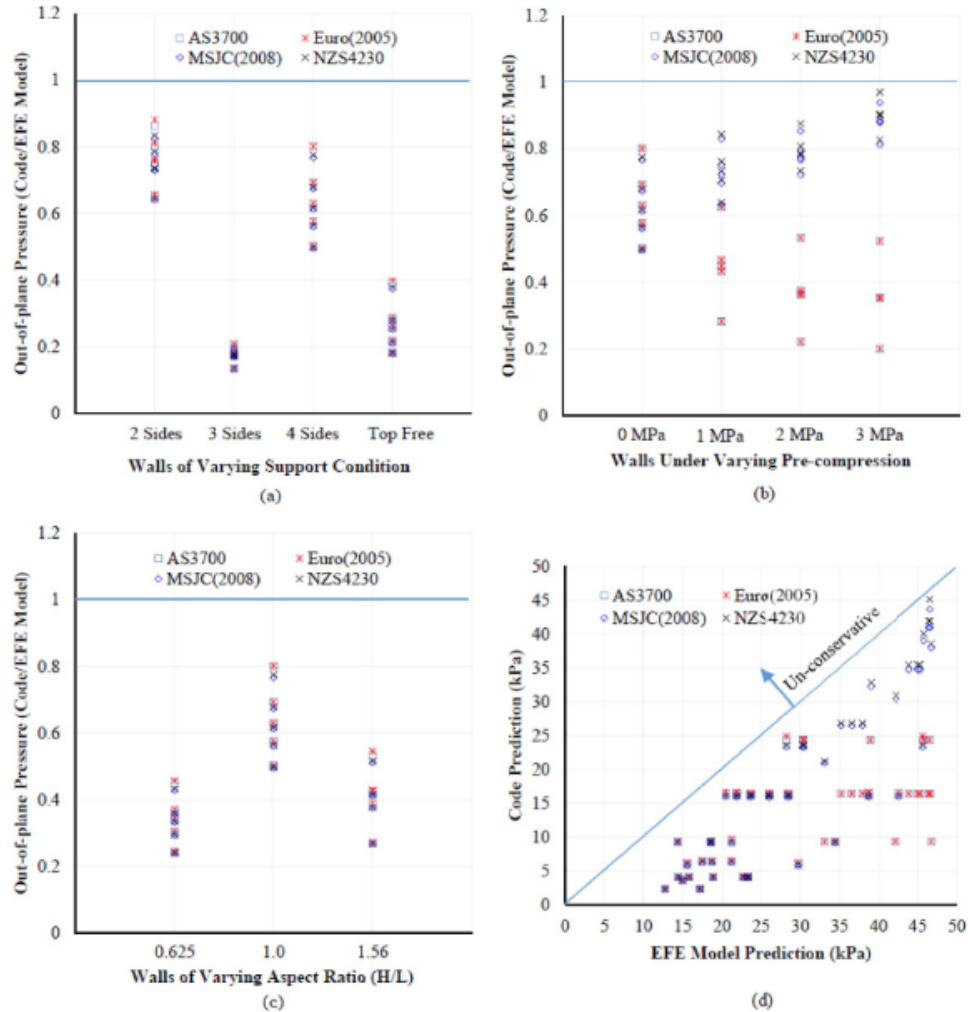 1.2
AS3700
Euro(2005)
MSJC(2008)
NZS4230
1
0.8
0.6
0.4
0.2
0
Out-of-plane Pressure (Code/EFE Model)
2 Sides
3 Sides
4 Sides
Top Free
Walls of Varying Support Condition
(a)
1.2
AS3700
Euro(2005)
MSJC(2008)
NZS4230
1
0.8
0.6
0.4
0.2
0
Out-of-plane Pressure (Code/EFE Model)
0 MPa
1 MPa
2 MPa
3 MPa
Walls Under Varying Pre-compression
(b)
1.2
AS3700
Euro(2005)
MSJC(2008)
NZS4230
1
0.8
0.6
0.4
0.2
0
Out-of-plane Pressure (Code/EFE Model)
0.625
1.0
1.56
Walls of Varying Aspect Ratio (H/L)
(c)
50
AS3700
Euro(2005)
MSJC(2008)
NZS4230
45
40
35
30
25
20
15
10
5
0
Code Prediction (kPa)
Un-conservative
0
5
10
15
20
25
30
35
40
45
50
EFE Model Prediction (kPa)
(d)